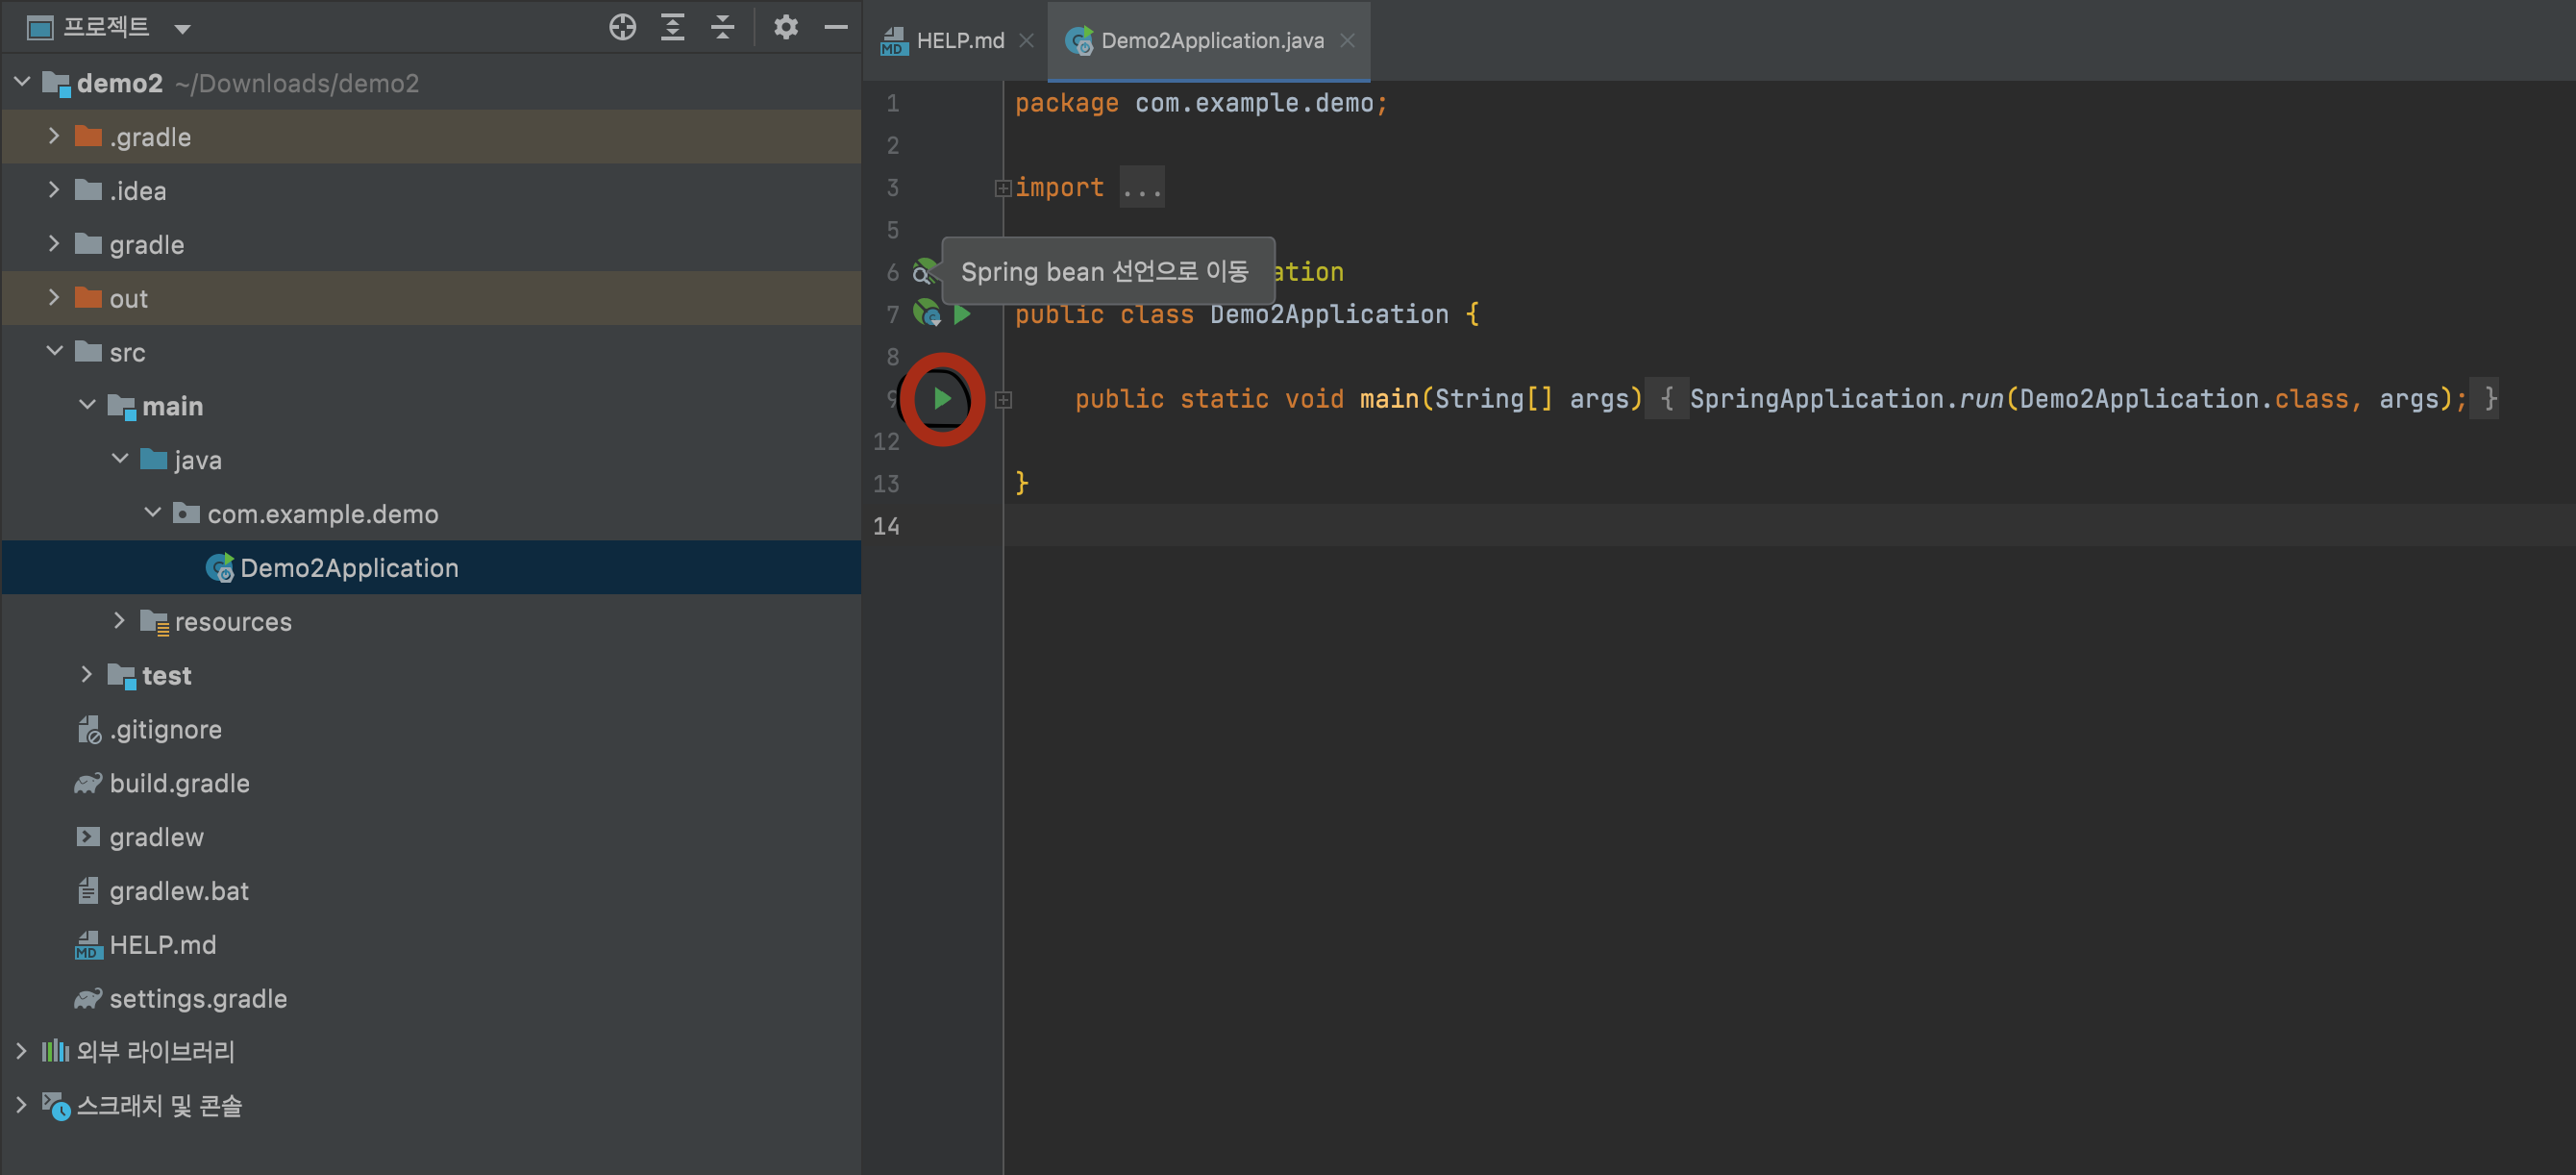 프로젝트
demo2 ~/Downloads/demo2
.gradle
.idea
gradle
out
src
main
java
com.example.demo
Demo2Application
resources
test
.gitignore
build.gradle
gradlew
gradlew.bat
MD HELP.md
settings.gradle
외부 라이브러리
스크래치 및 콘솔
MD HELP.md
Demo2Application.java
1 package com.example.demo;
2
3 import ...
5
6 ation
Spring bean 선언으로 이동
7 public class Demo2Application {
8
9 public static void main(String[] args) { SpringApplication.run(Demo2Application.class, args); }
12
13 }
14